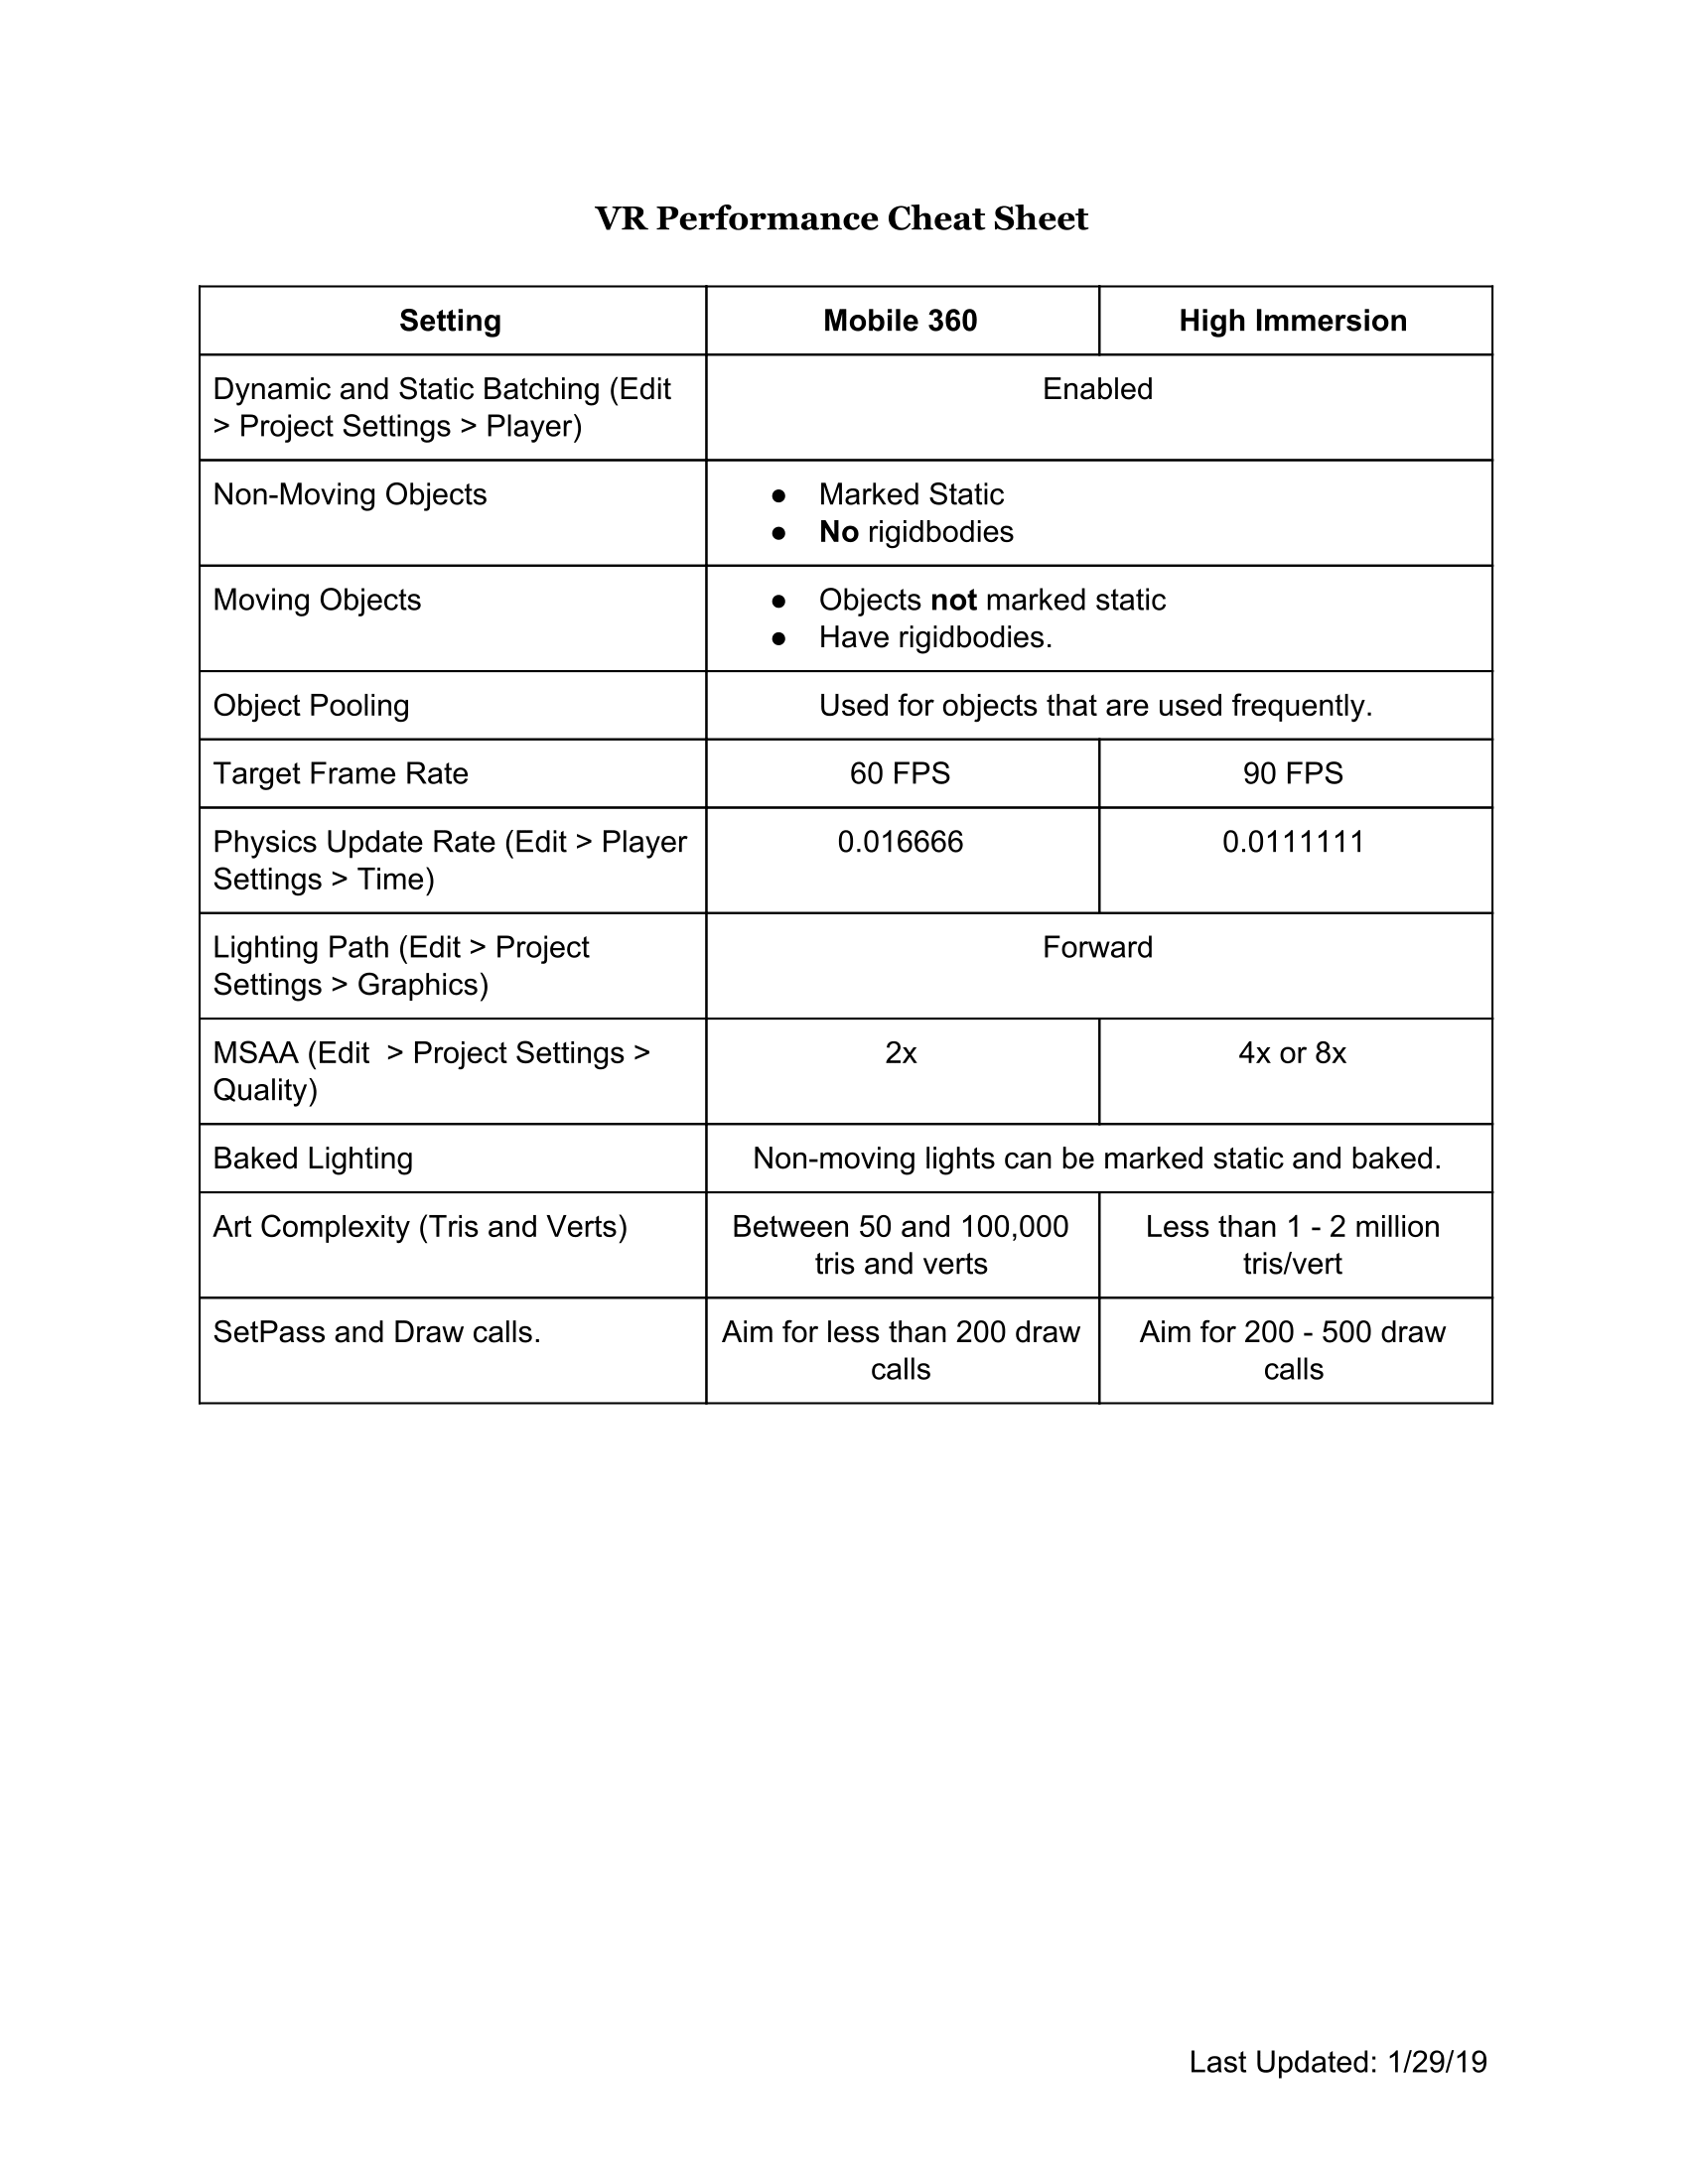 VR Performance Cheat Sheet
Setting Mobile 360 High Immersion
Dynamic and Static Batching (Edit Enabled
> Project Settings > Player)
Non-Moving Objects ● Marked Static
● No rigidbodies
Moving Objects ● Objects not marked static
● Have rigidbodies.
Object Pooling Used for objects that are used frequently.
Target Frame Rate 60 FPS 90 FPS
Physics Update Rate (Edit > Player 0.016666 0.0111111
Settings > Time)
Lighting Path (Edit > Project Forward
Settings > Graphics)
MSAA (Edit  > Project Settings > 2x 4x or 8x
Quality)
Baked Lighting Non-moving lights can be marked static and baked.
Art Complexity (Tris and Verts) Between 50 and 100,000 Less than 1 - 2 million
tris and verts tris/vert
SetPass and Draw calls. Aim for less than 200 draw Aim for 200 - 500 draw
calls calls
Last Updated: 1/29/19